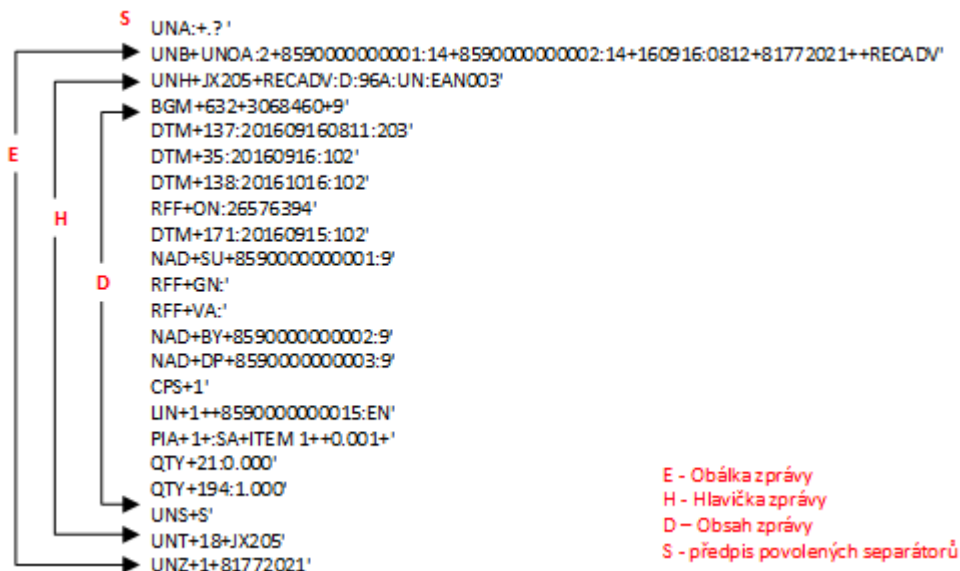 S
UNA:+.? '
UNB+UNOA:2+8590000000001:14+8590000000002:14+160916:0812+81772021++RECADV'
UNH+JX205+RECADV:D:96A:UN:EAN003'
BGM+632+3068460+9'
DTM+137:201609160811:203'
DTM+35:20160916:102'
E
DTM+138:20161016:102'
RFF+ON:26576394'
H
DTM+171:20160915:102'
NAD+SU+8590000000001:9'
D
RFF+GN:'
RFF+VA:'
NAD+BY+8590000000002:9'
NAD+DP+8590000000003:9'
CPS+1'
LIN+1++8590000000015:EN'
PIA+1+:SA+ITEM 1++0.001+'
QTY+21:0.000'
QTY+194:1.000'
UNS+S'
UNT+18+JX205'
UNZ+1+81772021'
E - Obálka zprávy
H - Hlavička zprávy
D – Obsah zprávy
S - předpis povolených separátorů